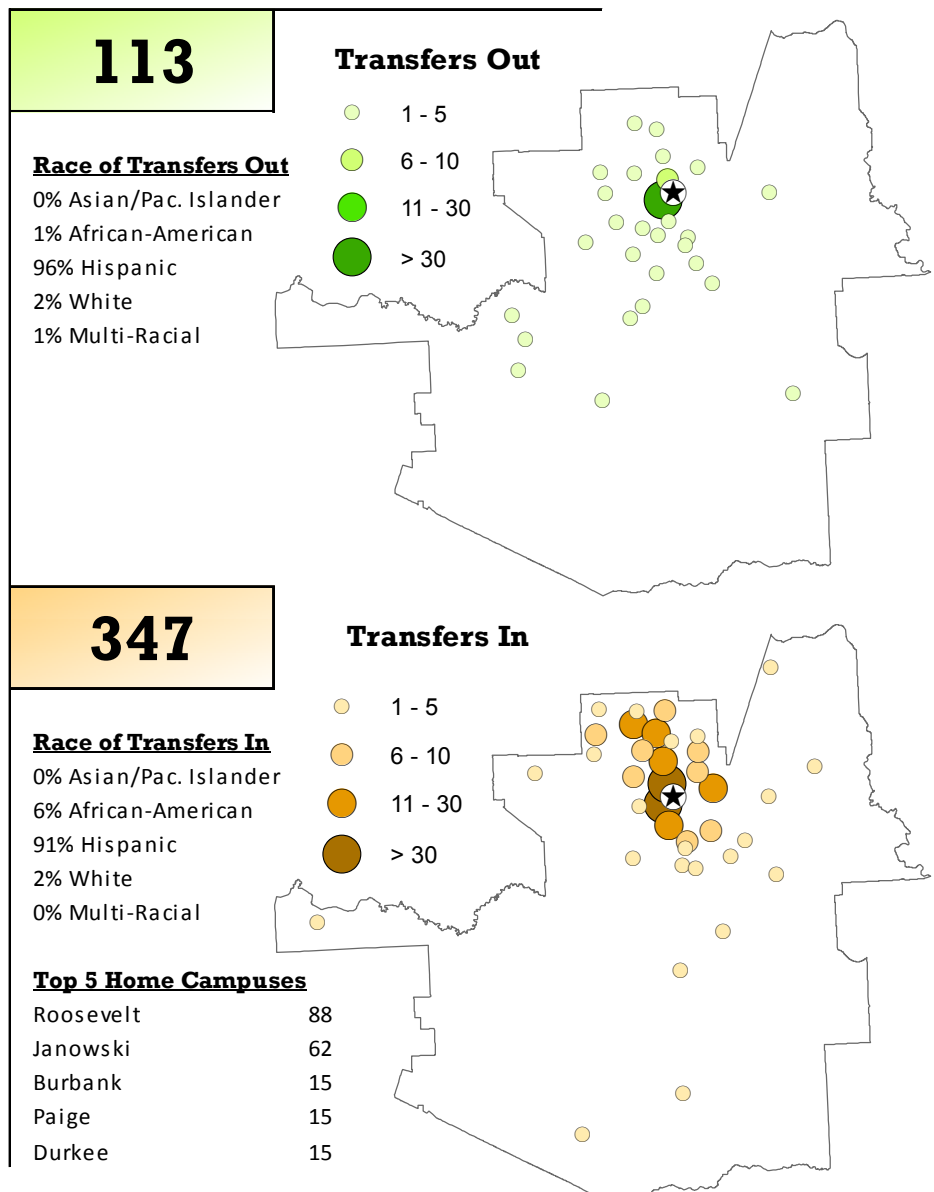 113
Transfers Out
1 - 5
6 - 10
11 - 30
> 30
Race of Transfers Out
0% Asian/Pac. Islander
1% African-American
96% Hispanic
2% White
1% Multi-Racial
347
Transfers In
1 - 5
6 - 10
11 - 30
> 30
Race of Transfers In
0% Asian/Pac. Islander
6% African-American
91% Hispanic
2% White
0% Multi-Racial
Top 5 Home Campuses
Roosevelt 88
Janowski 62
Burbank 15
Paige 15
Durkee 15